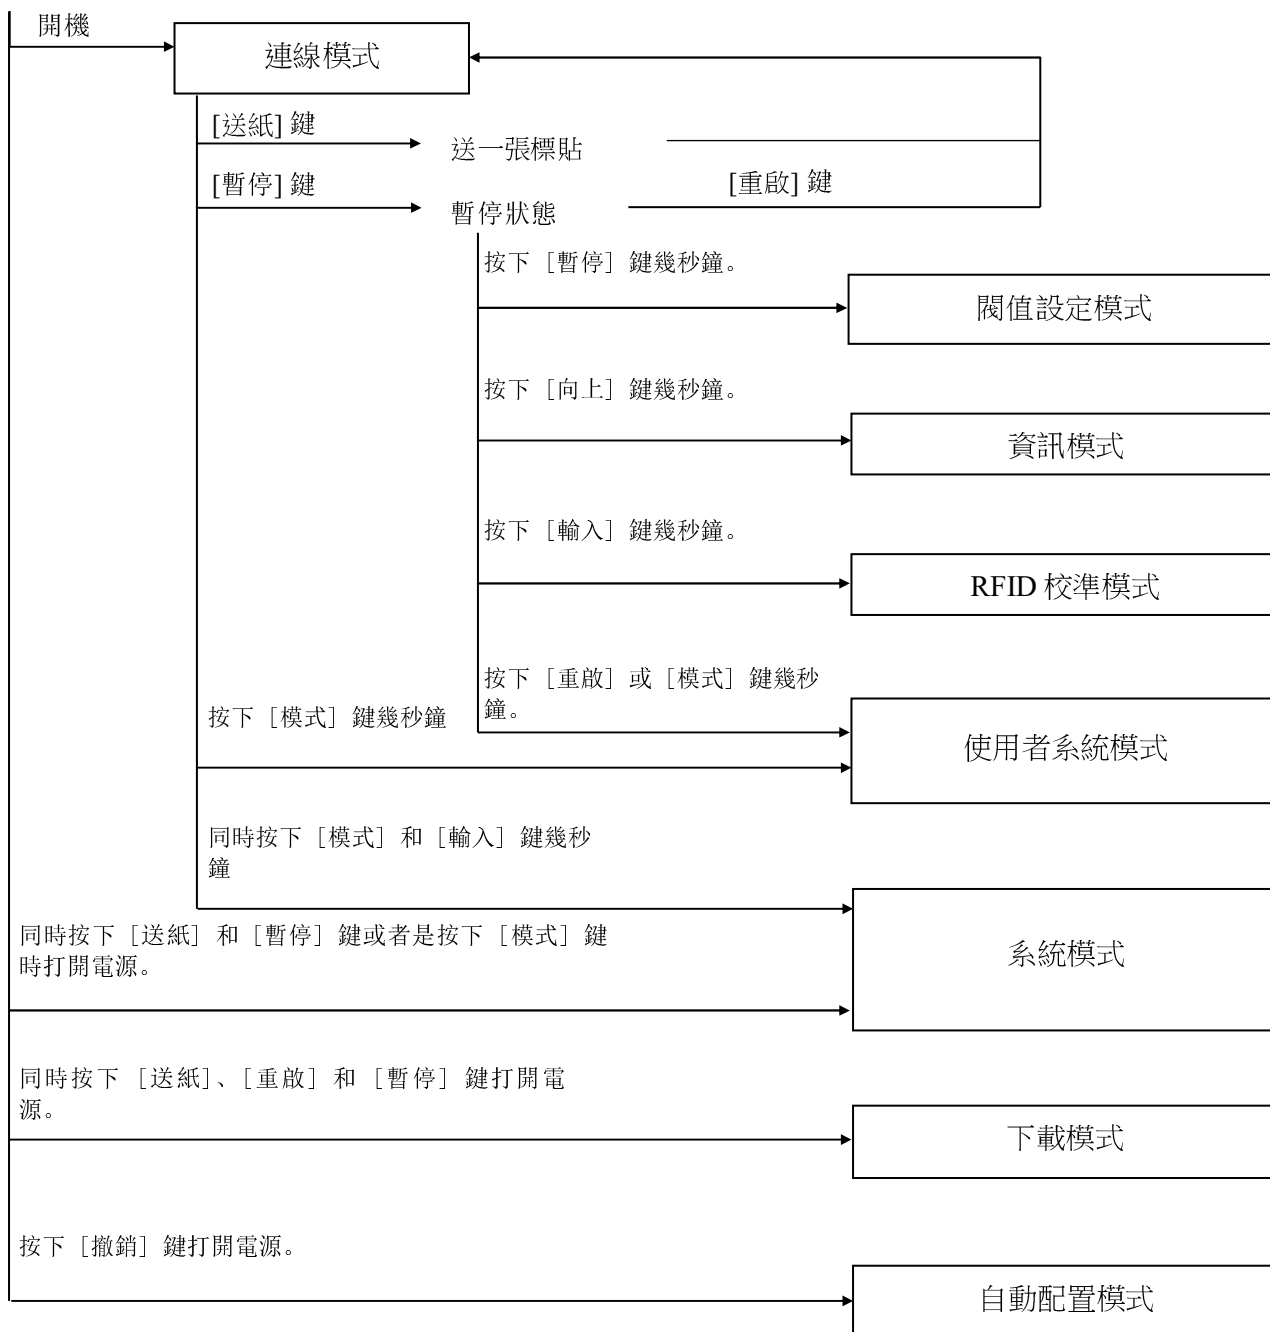 開機
連線模式
[送紙] 鍵
送一張標貼
[暫停] 鍵
[重啟] 鍵
暫停狀態
按下［暫停］鍵幾秒鐘。
閥值設定模式
按下［向上］鍵幾秒鐘。
資訊模式
按下［輸入］鍵幾秒鐘。
RFID 校準模式
按下［重啟］或［模式］鍵幾秒
鐘。
按下［模式］鍵幾秒鐘
使用者系統模式
同時按下［模式］和［輸入］鍵幾秒
鐘
同時按下［送紙］和［暫停］鍵或者是按下［模式］鍵
時打開電源。
系統模式
同時按下［送紙］、［重啟］和［暫停］鍵打開電
源。
下載模式
按下［撤銷］鍵打開電源。
自動配置模式